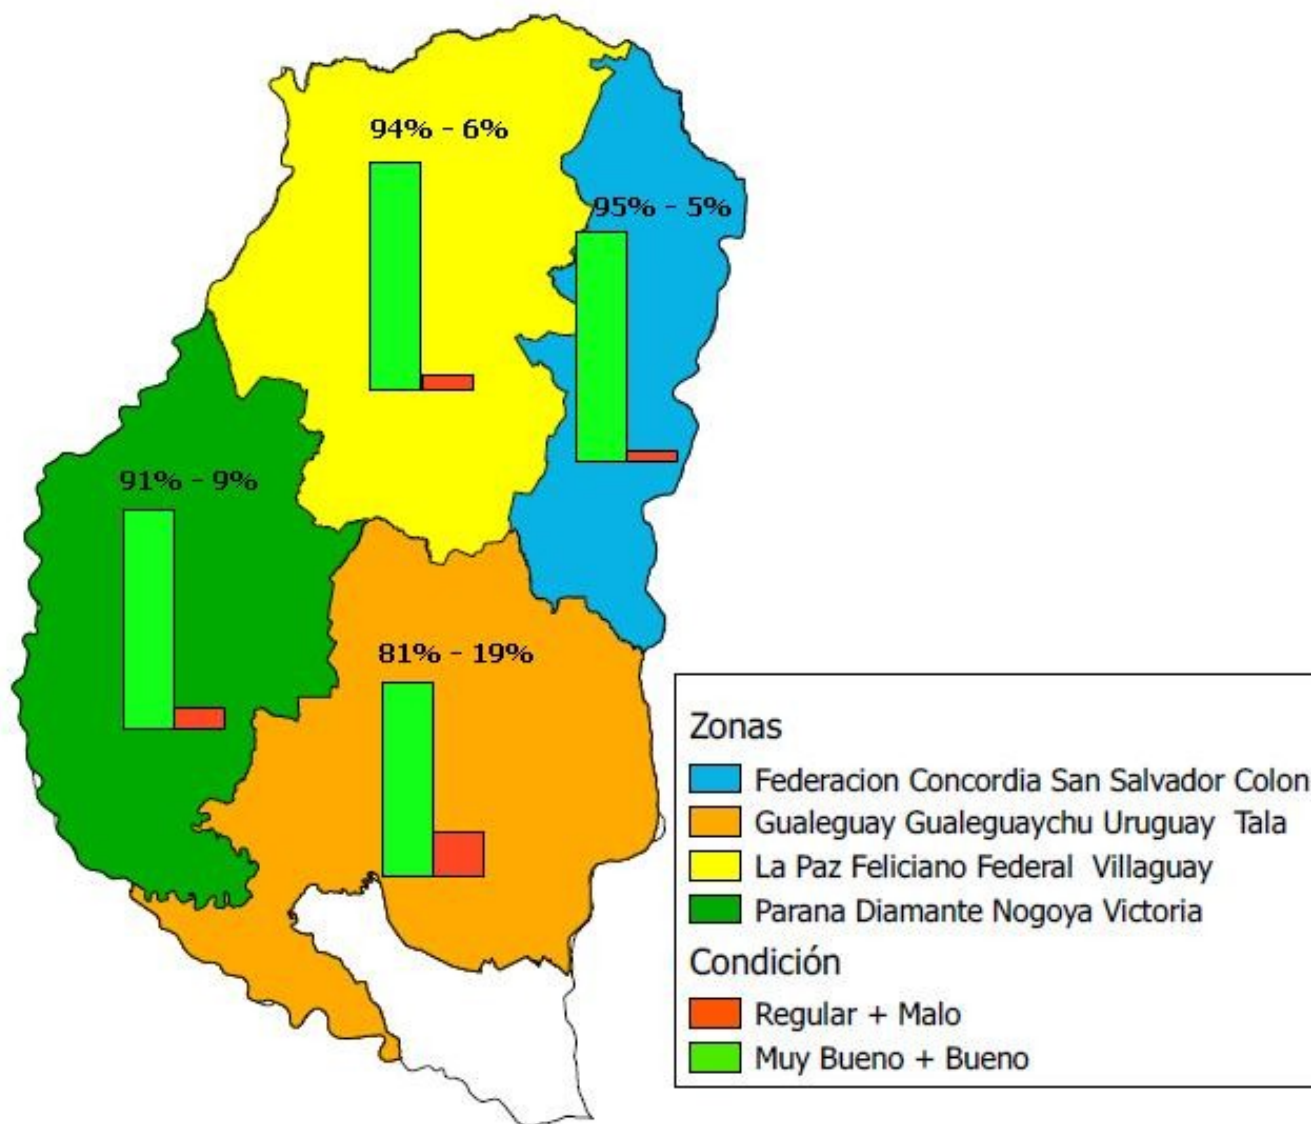 94% - 6%
95% - 5%
91% - 9%
81% - 19%
Zonas
Federacion Concordia San Salvador Colon
Gualeguay Gualeguaychu Uruguay Tala
La Paz Feliciano Federal Villaguay
Parana Diamante Nogoya Victoria
Condición
Regular + Malo
Muy Bueno + Bueno